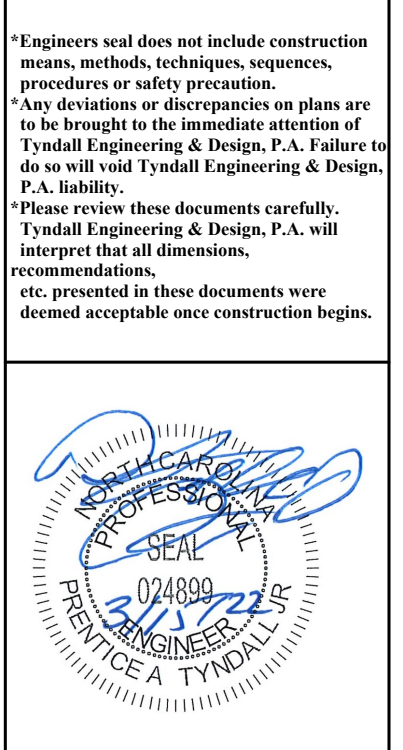 *Engineers seal does not include construction
means, methods, techniques, sequences,
procedures or safety precaution.
*Any deviations or discrepancies on plans are
to be brought to the immediate attention of
Tyndall Engineering & Design, P.A. Failure to
do so will void Tyndall Engineering & Design,
P.A. liability.
*Please review these documents carefully.
Tyndall Engineering & Design, P.A. will
interpret that all dimensions,
recommendations,
etc. presented in these documents were
deemed acceptable once construction begins.
NORTH CAROLINA
PROFESSIONAL
SEAL
024899
3/15/22
ENGINEER
PRENTICE A TYNDALL JR